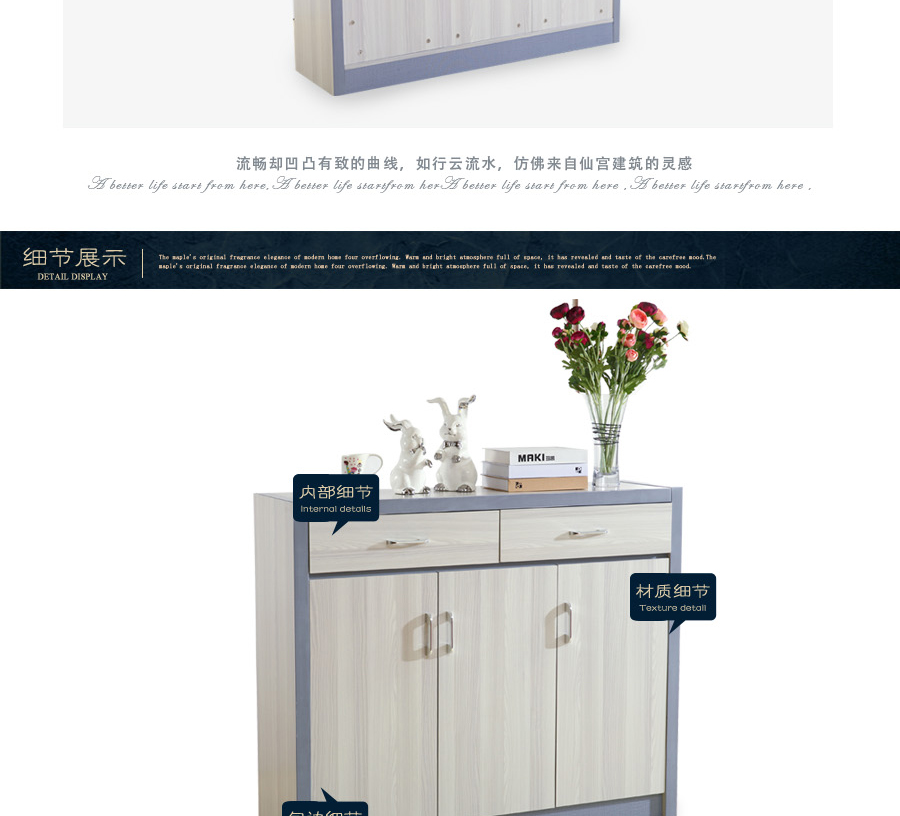 流畅却凹凸有致的曲线，如行云流水，仿佛来自仙宫建筑的灵感
A better life start from here.A better life startfrom herA better life start from here .A better life startfrom here .
细节展示
DETAIL DISPLAY
The maple's original fragrance elegance of modern home four overflowing. Warm and bright atmosphere full of space, it has revealed and taste of the carefree mood.The
maple's original fragrance elegance of modern home four overflowing. Warm and bright atmosphere full of space, it has revealed and taste of the carefree mood.
MAKI
内部细节
Internal details
材质细节
Texture detail